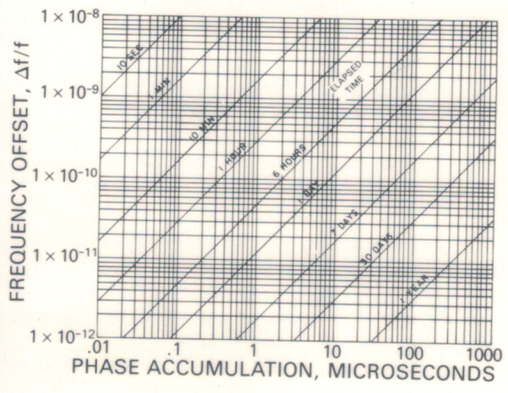 1 × 10⁻⁸
1 × 10⁻⁹
1 × 10⁻¹⁰
1 × 10⁻¹¹
1 × 10⁻¹²
FREQUENCY OFFSET, Δf/f
10 SEC
1 MIN
10 MIN
1 HOUR
6 HOURS
1 DAY
7 DAYS
30 DAYS
1 YEAR
ELAPSED
TIME
.01 .1 1 10 100 1000
PHASE ACCUMULATION, MICROSECONDS